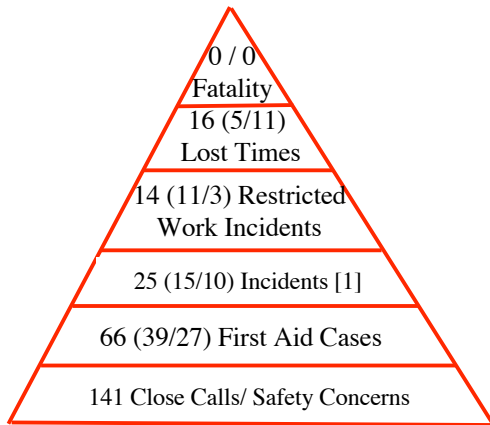 0 / 0
Fatality
16 (5/11)
Lost Times
14 (11/3) Restricted
Work Incidents
25 (15/10) Incidents [1]
66 (39/27) First Aid Cases
141 Close Calls/ Safety Concerns